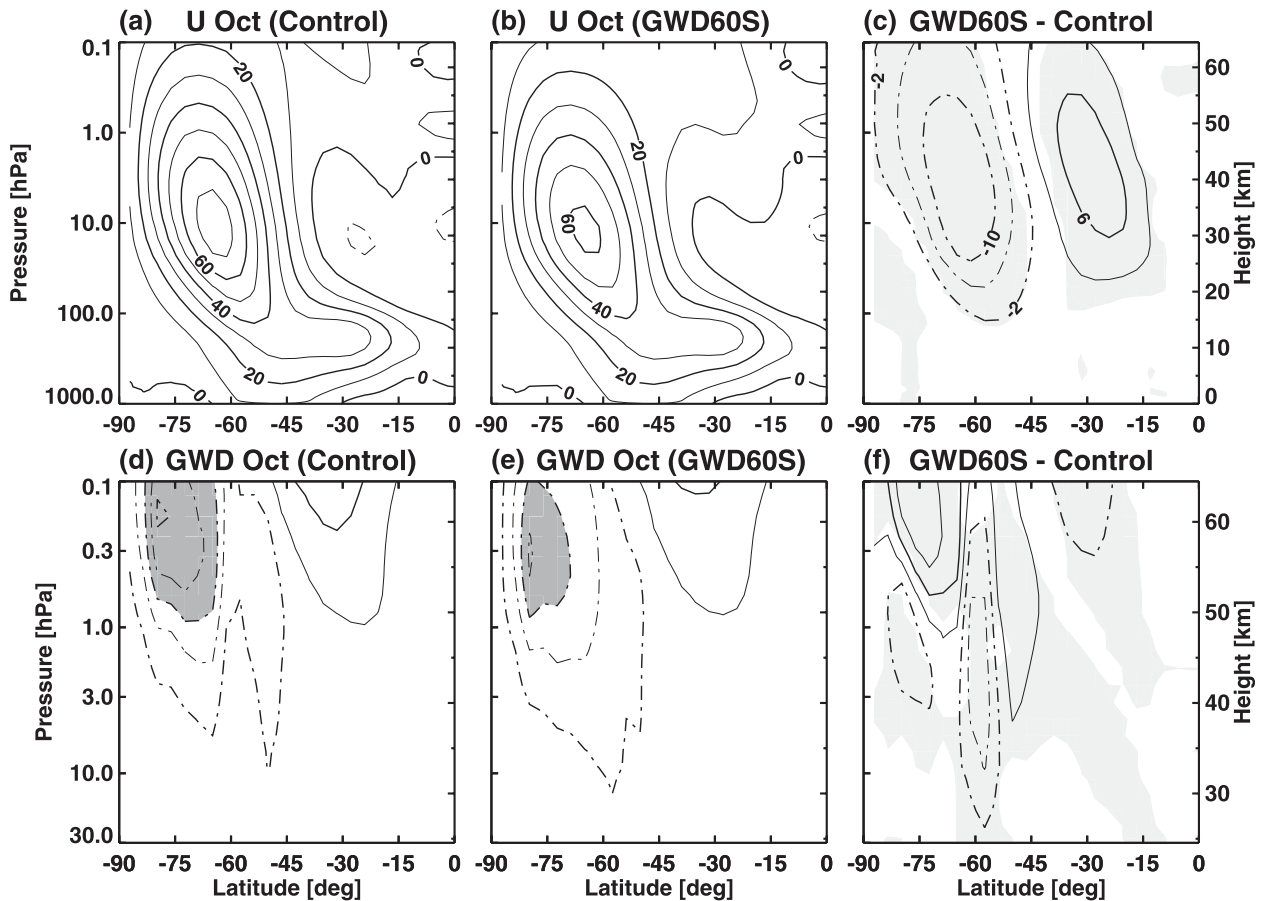 (a) U Oct (Control)
(b) U Oct (GWD60S)
(c) GWD60S - Control
Pressure [hPa]
0.1
1.0
10.0
100.0
1000.0
20
60
40
20
0
0
0
0
-90 -75 -60 -45 -30 -15 0
20
60
40
20
0
0
0
0
-90 -75 -60 -45 -30 -15 0
-2
-10
-2
6
-90 -75 -60 -45 -30 -15 0
60
50
40
30
20
10
0
Height [km]
(d) GWD Oct (Control)
(e) GWD Oct (GWD60S)
(f) GWD60S - Control
Pressure [hPa]
0.1
0.3
1.0
3.0
10.0
30.0
-90 -75 -60 -45 -30 -15 0
Latitude [deg]
-90 -75 -60 -45 -30 -15 0
Latitude [deg]
-90 -75 -60 -45 -30 -15 0
Latitude [deg]
60
50
40
30
Height [km]